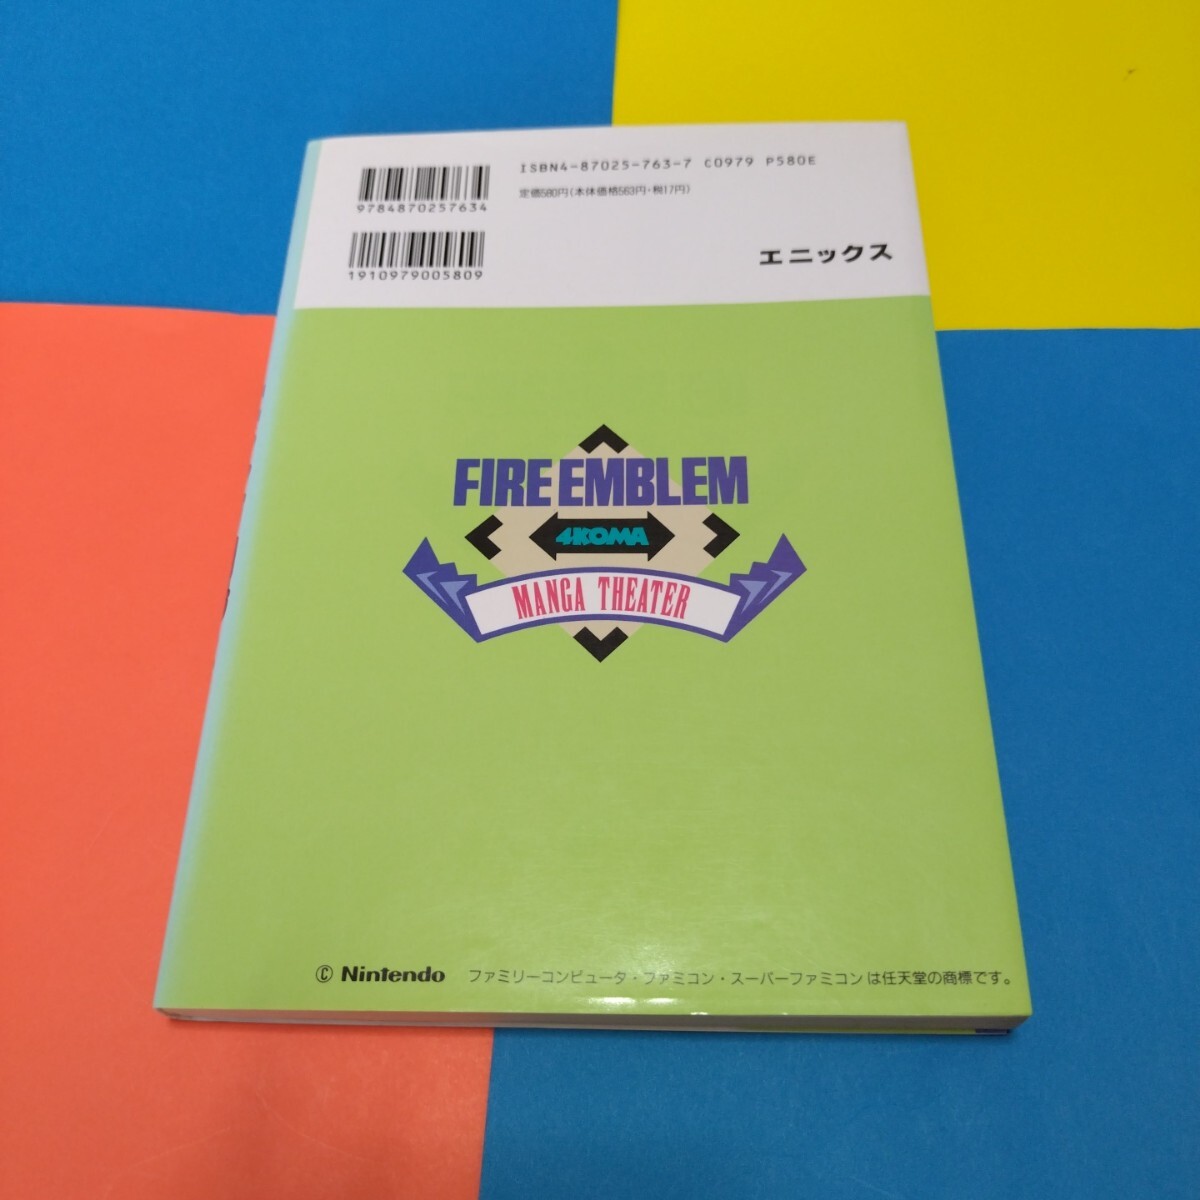 ISBN4-87025-763-7 C0979 P580E
9784870257634
定価580円(本体価格563円・税17円)
1910979005809
エニックス
FIRE EMBLEM
4KOMA
MANGA THEATER
© Nintendo ファミリーコンピュータ・ファミコン・スーパーファミコンは任天堂の商標です。